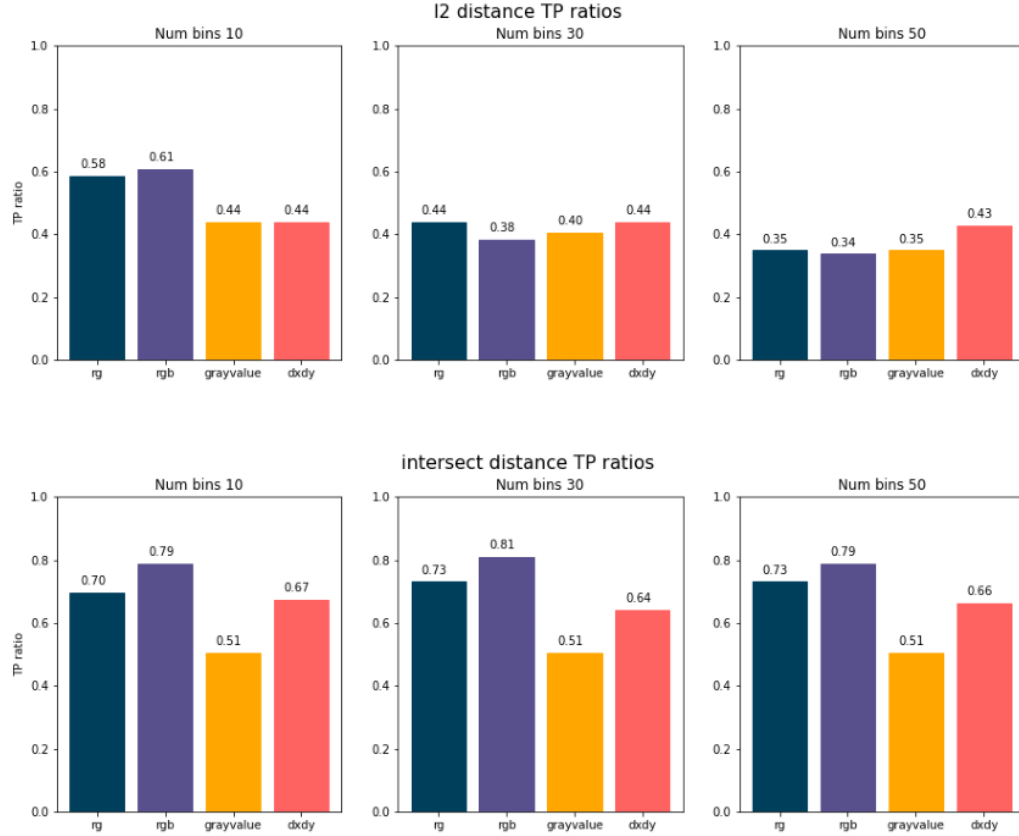 l2 distance TP ratios
Num bins 10
Num bins 30
Num bins 50
TP ratio
1.0
0.8
0.6
0.4
0.2
0.0
0.58
0.61
0.44
0.44
rg
rgb
grayvalue
dxdy
1.0
0.8
0.6
0.4
0.2
0.0
0.44
0.38
0.40
0.44
rg
rgb
grayvalue
dxdy
1.0
0.8
0.6
0.4
0.2
0.0
0.35
0.34
0.35
0.43
rg
rgb
grayvalue
dxdy
intersect distance TP ratios
Num bins 10
Num bins 30
Num bins 50
TP ratio
1.0
0.8
0.6
0.4
0.2
0.0
0.70
0.79
0.51
0.67
rg
rgb
grayvalue
dxdy
1.0
0.8
0.6
0.4
0.2
0.0
0.73
0.81
0.51
0.64
rg
rgb
grayvalue
dxdy
1.0
0.8
0.6
0.4
0.2
0.0
0.73
0.79
0.51
0.66
rg
rgb
grayvalue
dxdy